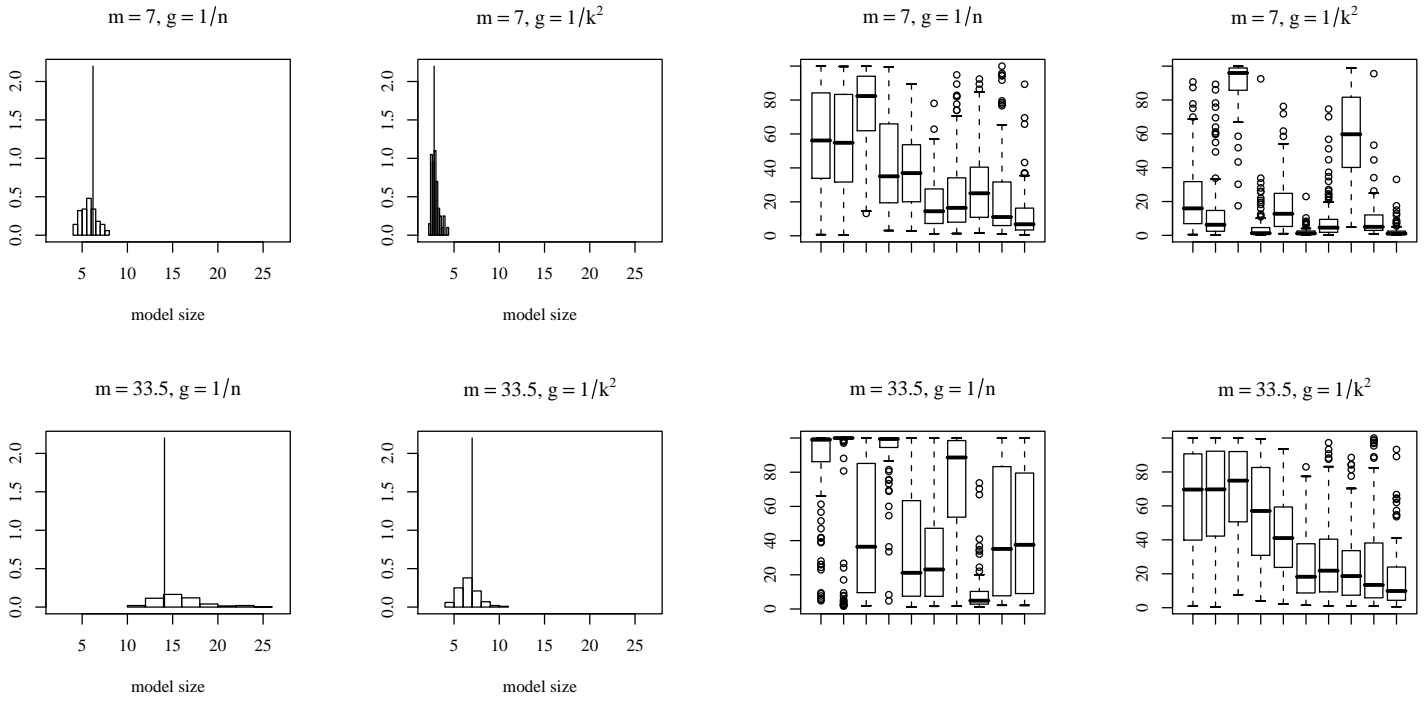 m = 7, g = 1/n
m = 7, g = 1/k²
m = 7, g = 1/n
m = 7, g = 1/k²
0.0 0.5 1.0 1.5 2.0
5 10 15 20 25
model size
0.0 0.5 1.0 1.5 2.0
5 10 15 20 25
model size
0 20 40 60 80
0 20 40 60 80
m = 33.5, g = 1/n
m = 33.5, g = 1/k²
m = 33.5, g = 1/n
m = 33.5, g = 1/k²
0.0 0.5 1.0 1.5 2.0
5 10 15 20 25
model size
0.0 0.5 1.0 1.5 2.0
5 10 15 20 25
model size
0 20 40 60 80
0 20 40 60 80